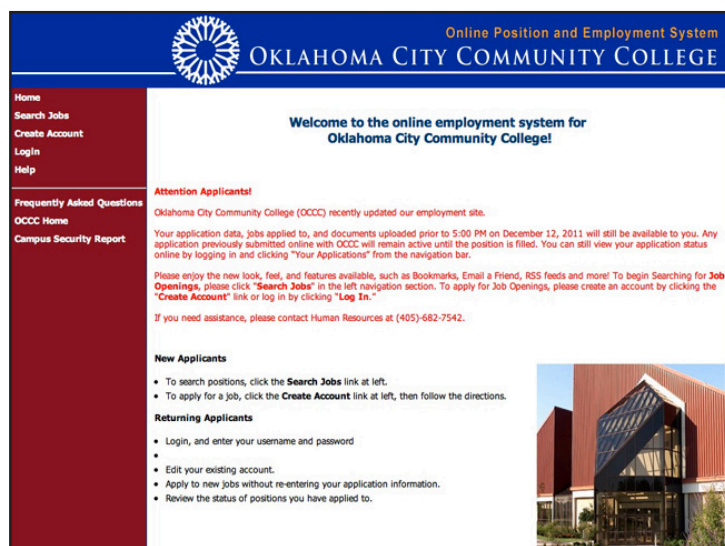 Online Position and Employment System
OKLAHOMA CITY COMMUNITY COLLEGE
Home
Search Jobs
Create Account
Login
Help
Frequently Asked Questions
OCCC Home
Campus Security Report
Welcome to the online employment system for
Oklahoma City Community College!
Attention Applicants!
Oklahoma City Community College (OCCC) recently updated our employment site.
Your application data, jobs applied to, and documents uploaded prior to 5:00 PM on December 12, 2011 will still be available to you. Any
application previously submitted online with OCCC will remain active until the position is filled. You can still view your application status
online by logging in and clicking "Your Applications" from the navigation bar.
Please enjoy the new look, feel, and features available, such as Bookmarks, Email a Friend, RSS feeds and more! To begin Searching for Job
Openings, please click "Search Jobs" in the left navigation section. To apply for Job Openings, please create an account by clicking the
"Create Account" link or log in by clicking "Log In."
If you need assistance, please contact Human Resources at (405)-682-7542.
New Applicants
• To search positions, click the Search Jobs link at left.
• To apply for a job, click the Create Account link at left, then follow the directions.
Returning Applicants
• Login, and enter your username and password
•
• Edit your existing account.
• Apply to new jobs without re-entering your application information.
• Review the status of positions you have applied to.